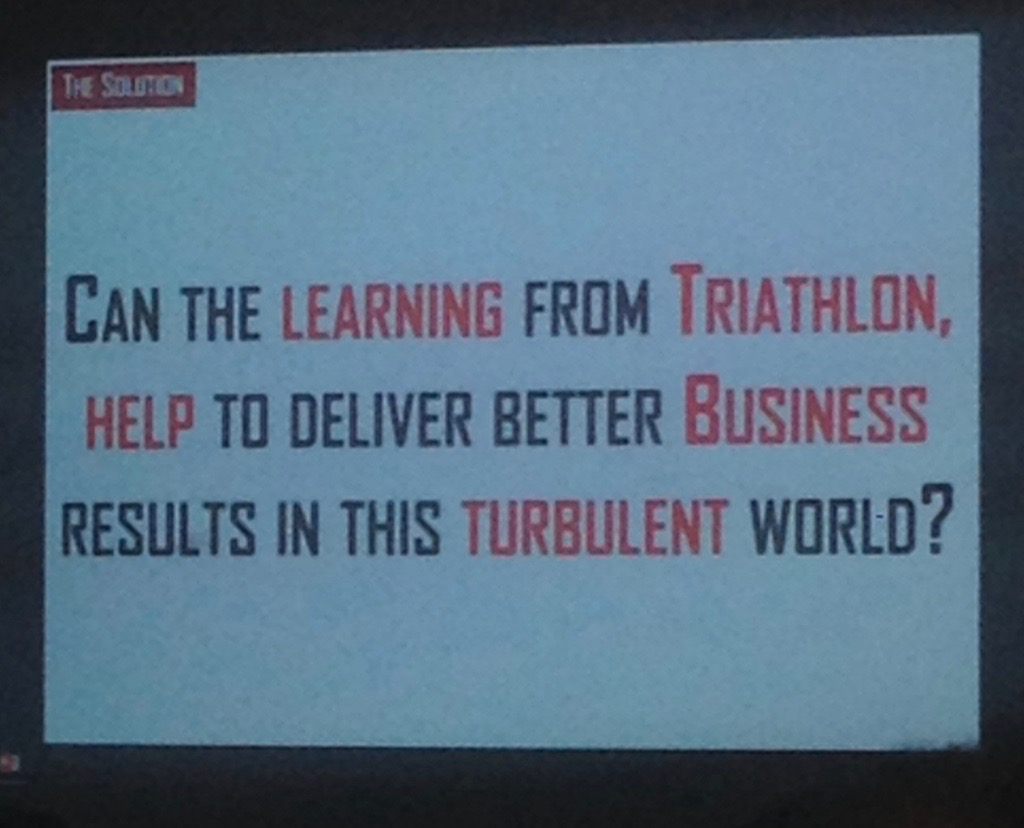 The Solution
Can the learning from Triathlon,
help to deliver better Business
results in this turbulent world?